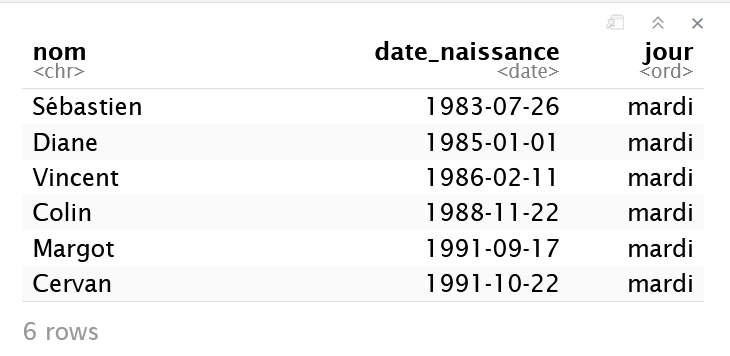 nom date_naissance jour
<chr> <date> <ord>
Sébastien 1983-07-26 mardi
Diane 1985-01-01 mardi
Vincent 1986-02-11 mardi
Colin 1988-11-22 mardi
Margot 1991-09-17 mardi
Cervan 1991-10-22 mardi
6 rows